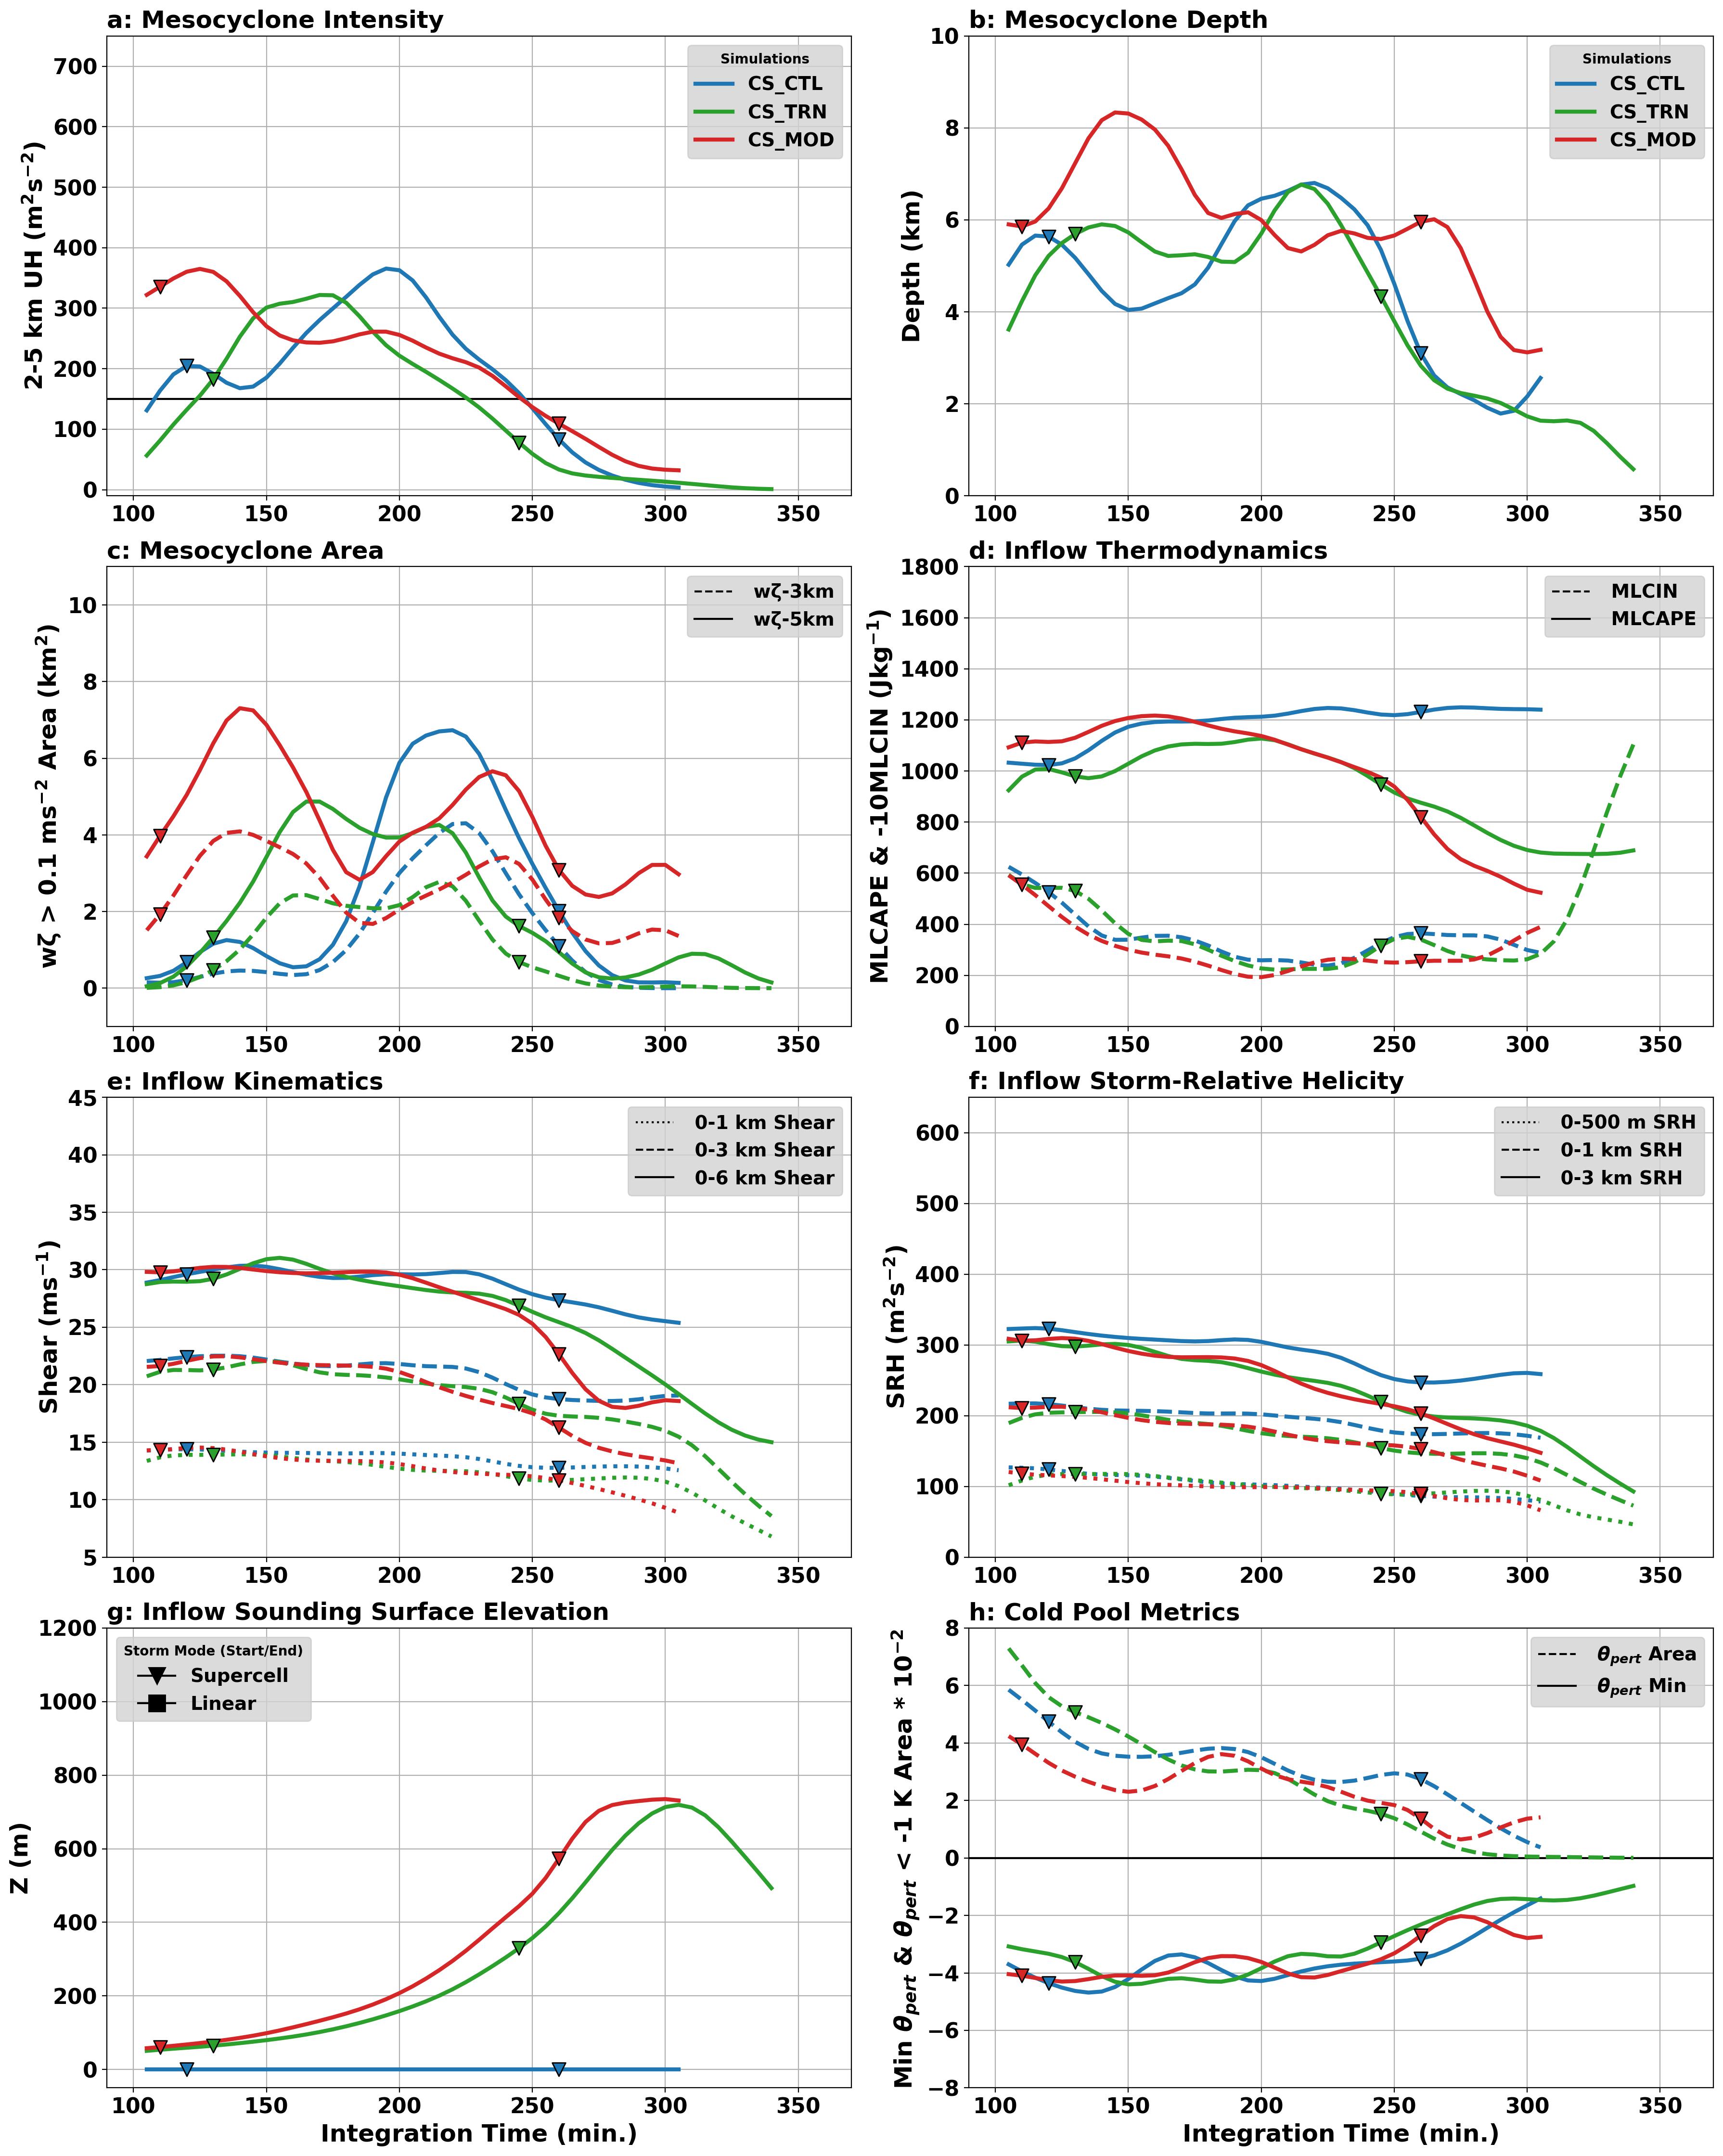 a: Mesocyclone Intensity
2-5 km UH (m²s⁻²)
700
600
500
400
300
200
100
0
100 150 200 250 300 350
Simulations
CS_CTL
CS_TRN
CS_MOD
b: Mesocyclone Depth
Depth (km)
10
8
6
4
2
0
100 150 200 250 300 350
Simulations
CS_CTL
CS_TRN
CS_MOD
c: Mesocyclone Area
wζ > 0.1 ms⁻² Area (km²)
10
8
6
4
2
0
100 150 200 250 300 350
wζ-3km
wζ-5km
d: Inflow Thermodynamics
MLCAPE & -10MLCIN (Jkg⁻¹)
1800
1600
1400
1200
1000
800
600
400
200
0
100 150 200 250 300 350
MLCIN
MLCAPE
e: Inflow Kinematics
Shear (ms⁻¹)
45
40
35
30
25
20
15
10
5
100 150 200 250 300 350
0-1 km Shear
0-3 km Shear
0-6 km Shear
f: Inflow Storm-Relative Helicity
SRH (m²s⁻²)
600
500
400
300
200
100
0
100 150 200 250 300 350
0-500 m SRH
0-1 km SRH
0-3 km SRH
g: Inflow Sounding Surface Elevation
Z (m)
1200
1000
800
600
400
200
0
100 150 200 250 300 350
Integration Time (min.)
Storm Mode (Start/End)
Supercell
Linear
h: Cold Pool Metrics
Min θpert & θpert < -1 K Area * 10⁻²
8
6
4
2
0
−2
−4
−6
−8
100 150 200 250 300 350
Integration Time (min.)
θpert Area
θpert Min